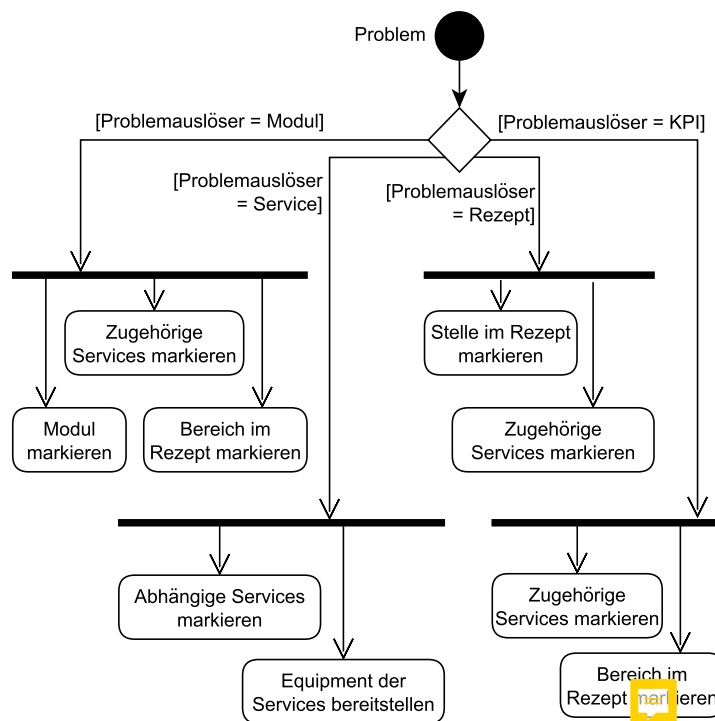 Problem
[Problemauslöser = Modul]
[Problemauslöser = KPI]
[Problemauslöser
= Service]
[Problemauslöser
= Rezept]
Zugehörige
Services markieren
Stelle im Rezept
markieren
Modul
markieren
Bereich im
Rezept markieren
Zugehörige
Services markieren
Abhängige Services
markieren
Zugehörige
Services markieren
Equipment der
Services bereitstellen
Bereich im
Rezept markieren